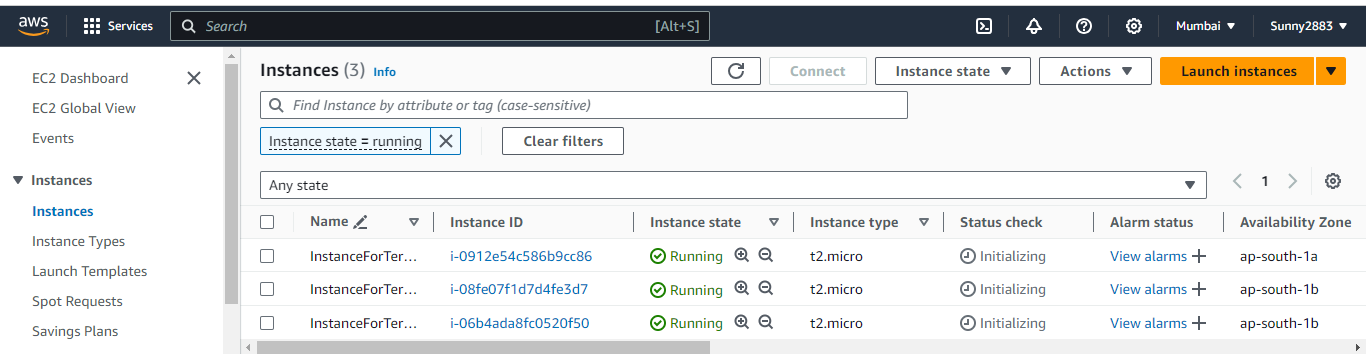 aws Services Search [Alt+S] Mumbai Sunny2883
EC2 Dashboard
EC2 Global View
Events
Instances
Instances
Instance Types
Launch Templates
Spot Requests
Savings Plans
Instances (3) Info Connect Instance state Actions Launch instances
Find Instance by attribute or tag (case-sensitive)
Instance state = running Clear filters
Any state 1
Name Instance ID Instance state Instance type Status check Alarm status Availability Zone
InstanceForTer... i-0912e54c586b9cc86 Running t2.micro Initializing View alarms ap-south-1a
InstanceForTer... i-08fe07f1d7d4fe3d7 Running t2.micro Initializing View alarms ap-south-1b
InstanceForTer... i-06b4ada8fc0520f50 Running t2.micro Initializing View alarms ap-south-1b